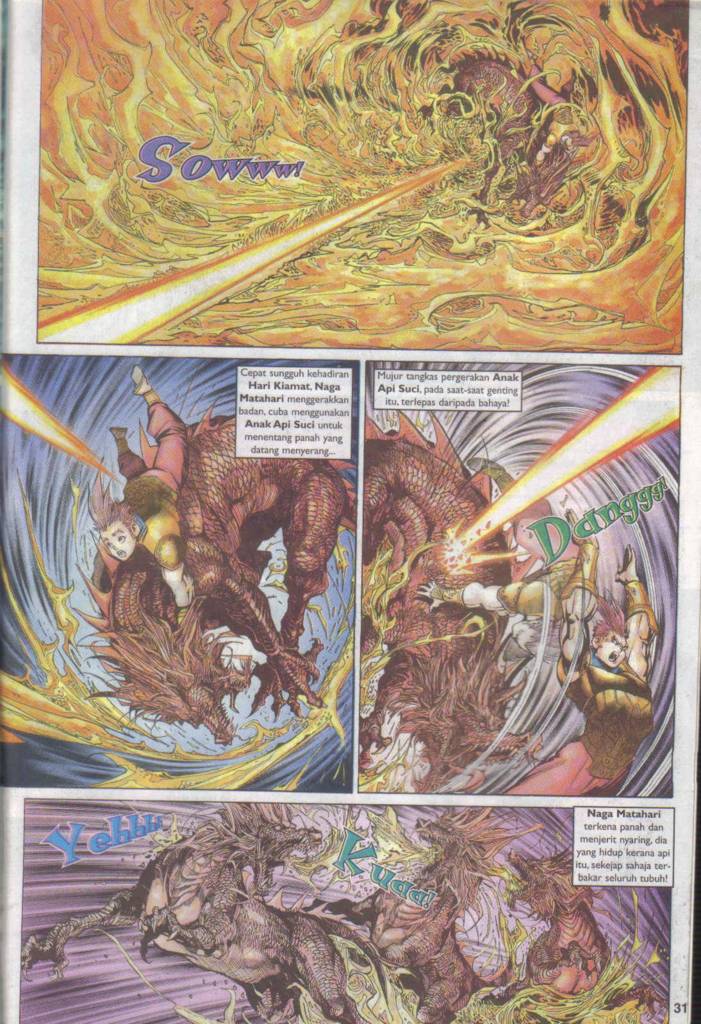 Sowww!
Cepat sungguh kehadiran
Hari Kiamat, Naga
Matahari menggerakkan
badan, cuba menggunakan
Anak Api Suci untuk
menentang panah yang
datang menyerang...
Mujur tangkas pergerakan Anak
Api Suci, pada saat-saat genting
itu, terlepas daripada bahaya!
Danggg!
Yehhh!
Kuaa!
Naga Matahari
terkena panah dan
menjerit nyaring, dia
yang hidup kerana api
itu, sekejap sahaja ter-
bakar seluruh tubuh!
31